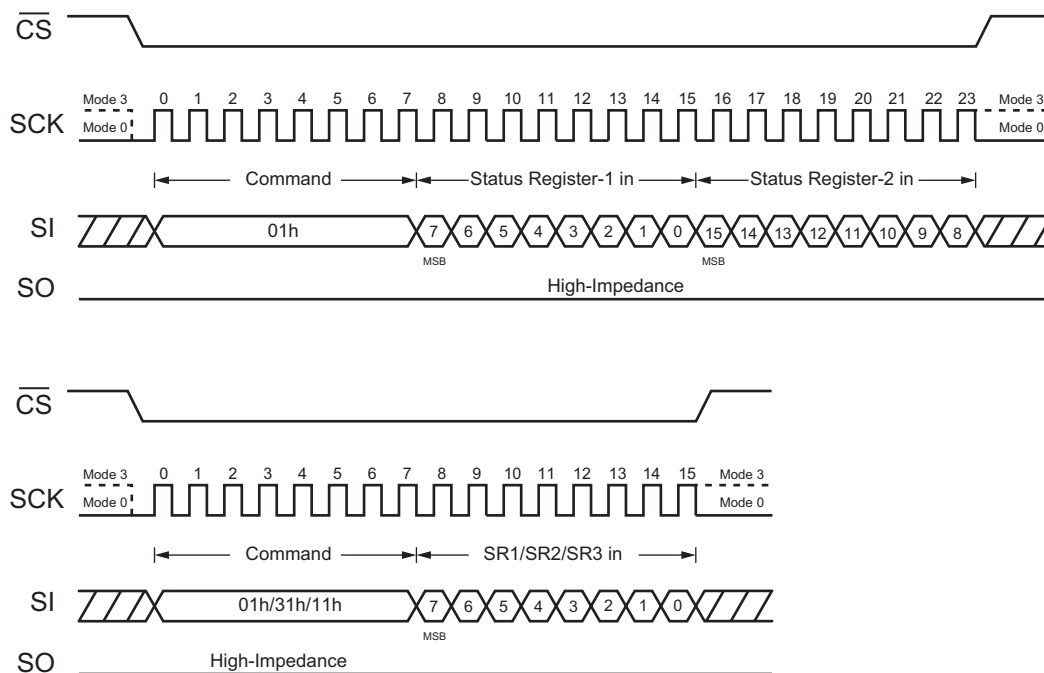 CS
Mode 3 0 1 2 3 4 5 6 7 8 9 10 11 12 13 14 15 16 17 18 19 20 21 22 23 Mode 3
SCK Mode 0 Mode 0
Command Status Register-1 in Status Register-2 in
SI 01h 7 6 5 4 3 2 1 0 15 14 13 12 11 10 9 8
MSB MSB
SO High-Impedance
CS
Mode 3 0 1 2 3 4 5 6 7 8 9 10 11 12 13 14 15 Mode 3
SCK Mode 0 Mode 0
Command SR1/SR2/SR3 in
SI 01h/31h/11h 7 6 5 4 3 2 1 0
MSB
SO High-Impedance